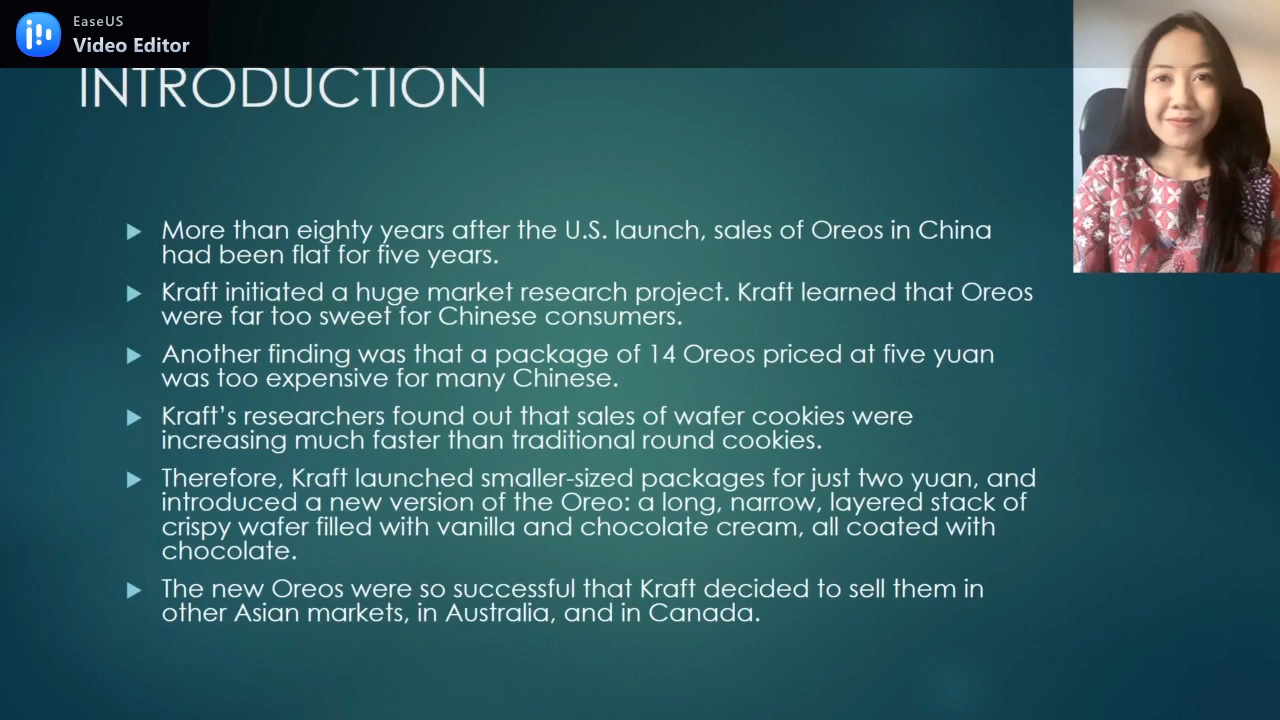 EaseUS
Video Editor
INTRODUCTION
More than eighty years after the U.S. launch, sales of Oreos in China
had been flat for five years.
Kraft initiated a huge market research project. Kraft learned that Oreos
were far too sweet for Chinese consumers.
Another finding was that a package of 14 Oreos priced at five yuan
was too expensive for many Chinese.
Kraft’s researchers found out that sales of wafer cookies were
increasing much faster than traditional round cookies.
Therefore, Kraft launched smaller-sized packages for just two yuan, and
introduced a new version of the Oreo: a long, narrow, layered stack of
crispy wafer filled with vanilla and chocolate cream, all coated with
chocolate.
The new Oreos were so successful that Kraft decided to sell them in
other Asian markets, in Australia, and in Canada.